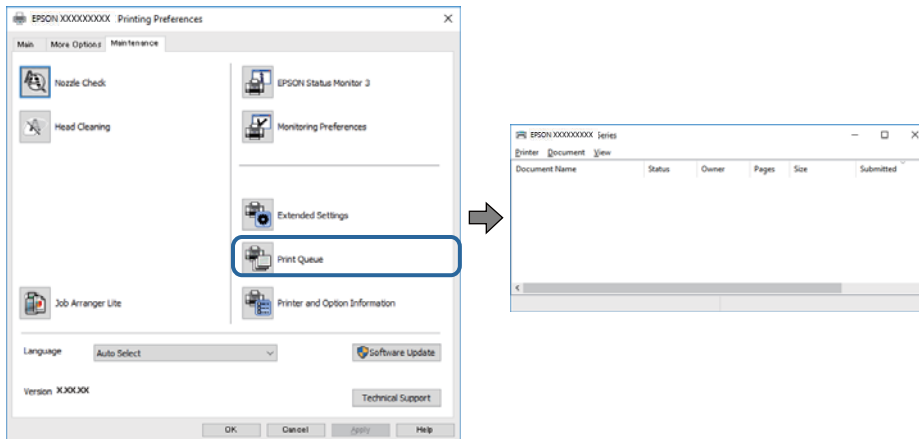 EPSON XXXXXXXXX Printing Preferences
Main More Options Maintenance
Nozzle Check
EPSON Status Monitor 3
Head Cleaning
Monitoring Preferences
Extended Settings
Print Queue
Job Arranger Lite
Printer and Option Information
Language Auto Select Software Update
Version X.XX.XX
Technical Support
OK Cancel Apply Help
EPSON XXXXXXXXX Series
Printer Document View
Document Name Status Owner Pages Size Submitted